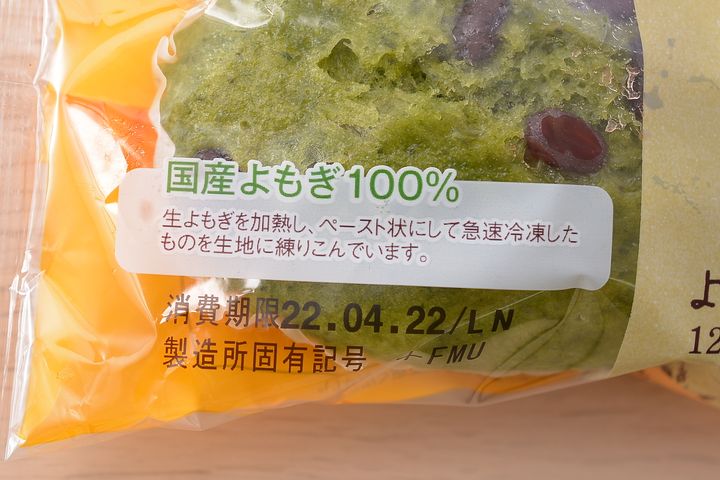 国産よもぎ100%
生よもぎを加熱し、ペースト状にして急速冷凍した
ものを生地に練りこんでいます。
消費期限22.04.22/LN
製造所固有記号 +FMU
よ
12